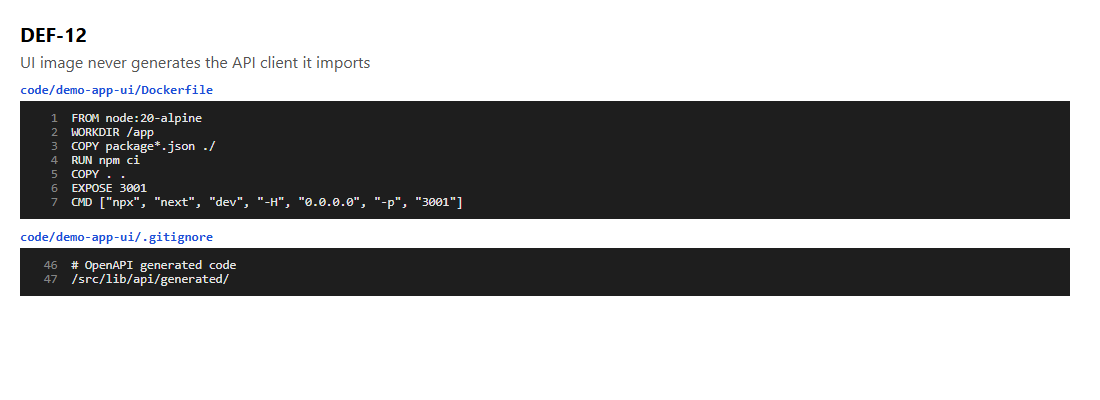 DEF-12
UI image never generates the API client it imports
code/demo-app-ui/Dockerfile
1 FROM node:20-alpine
2 WORKDIR /app
3 COPY package*.json ./
4 RUN npm ci
5 COPY . .
6 EXPOSE 3001
7 CMD ["npx", "next", "dev", "-H", "0.0.0.0", "-p", "3001"]
code/demo-app-ui/.gitignore
46 # OpenAPI generated code
47 /src/lib/api/generated/